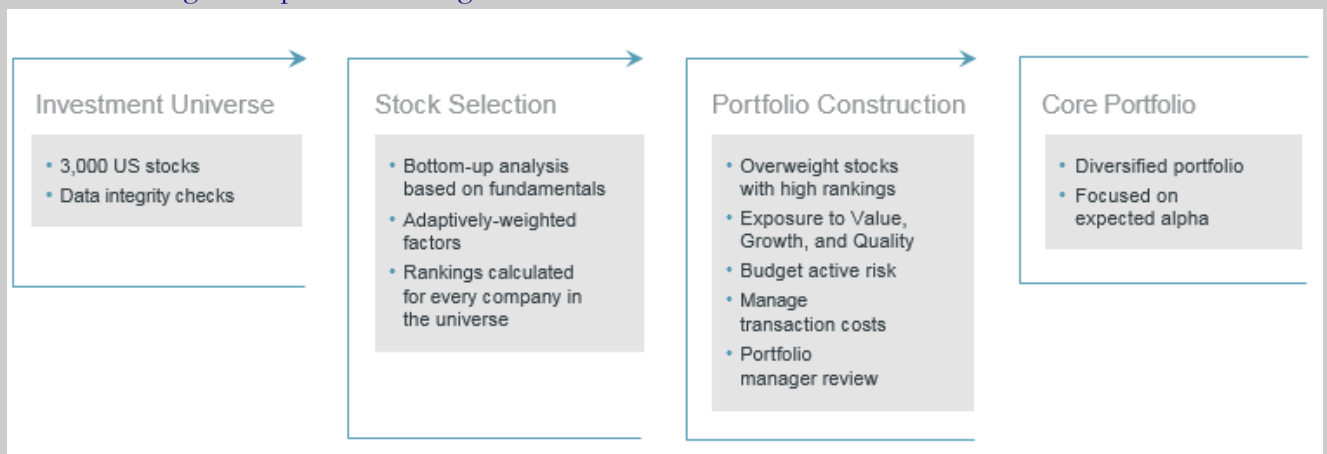 Investment Universe
• 3,000 US stocks
• Data integrity checks
Stock Selection
• Bottom-up analysis
based on fundamentals
• Adaptively-weighted
factors
• Rankings calculated
for every company in
the universe
Portfolio Construction
• Overweight stocks
with high rankings
• Exposure to Value,
Growth, and Quality
• Budget active risk
• Manage
transaction costs
• Portfolio
manager review
Core Portfolio
• Diversified portfolio
• Focused on
expected alpha